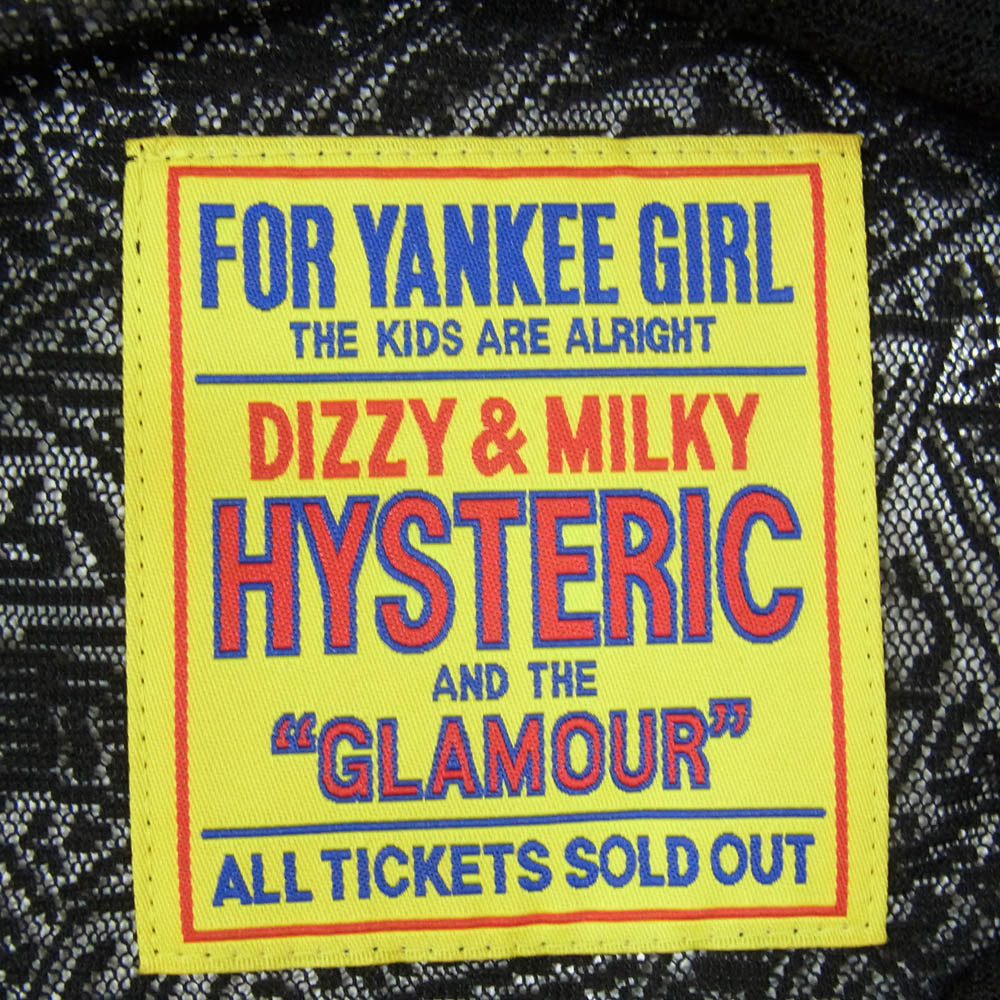 FOR YANKEE GIRL
THE KIDS ARE ALRIGHT
DIZZY & MILKY
HYSTERIC
AND THE
“GLAMOUR”
ALL TICKETS SOLD OUT